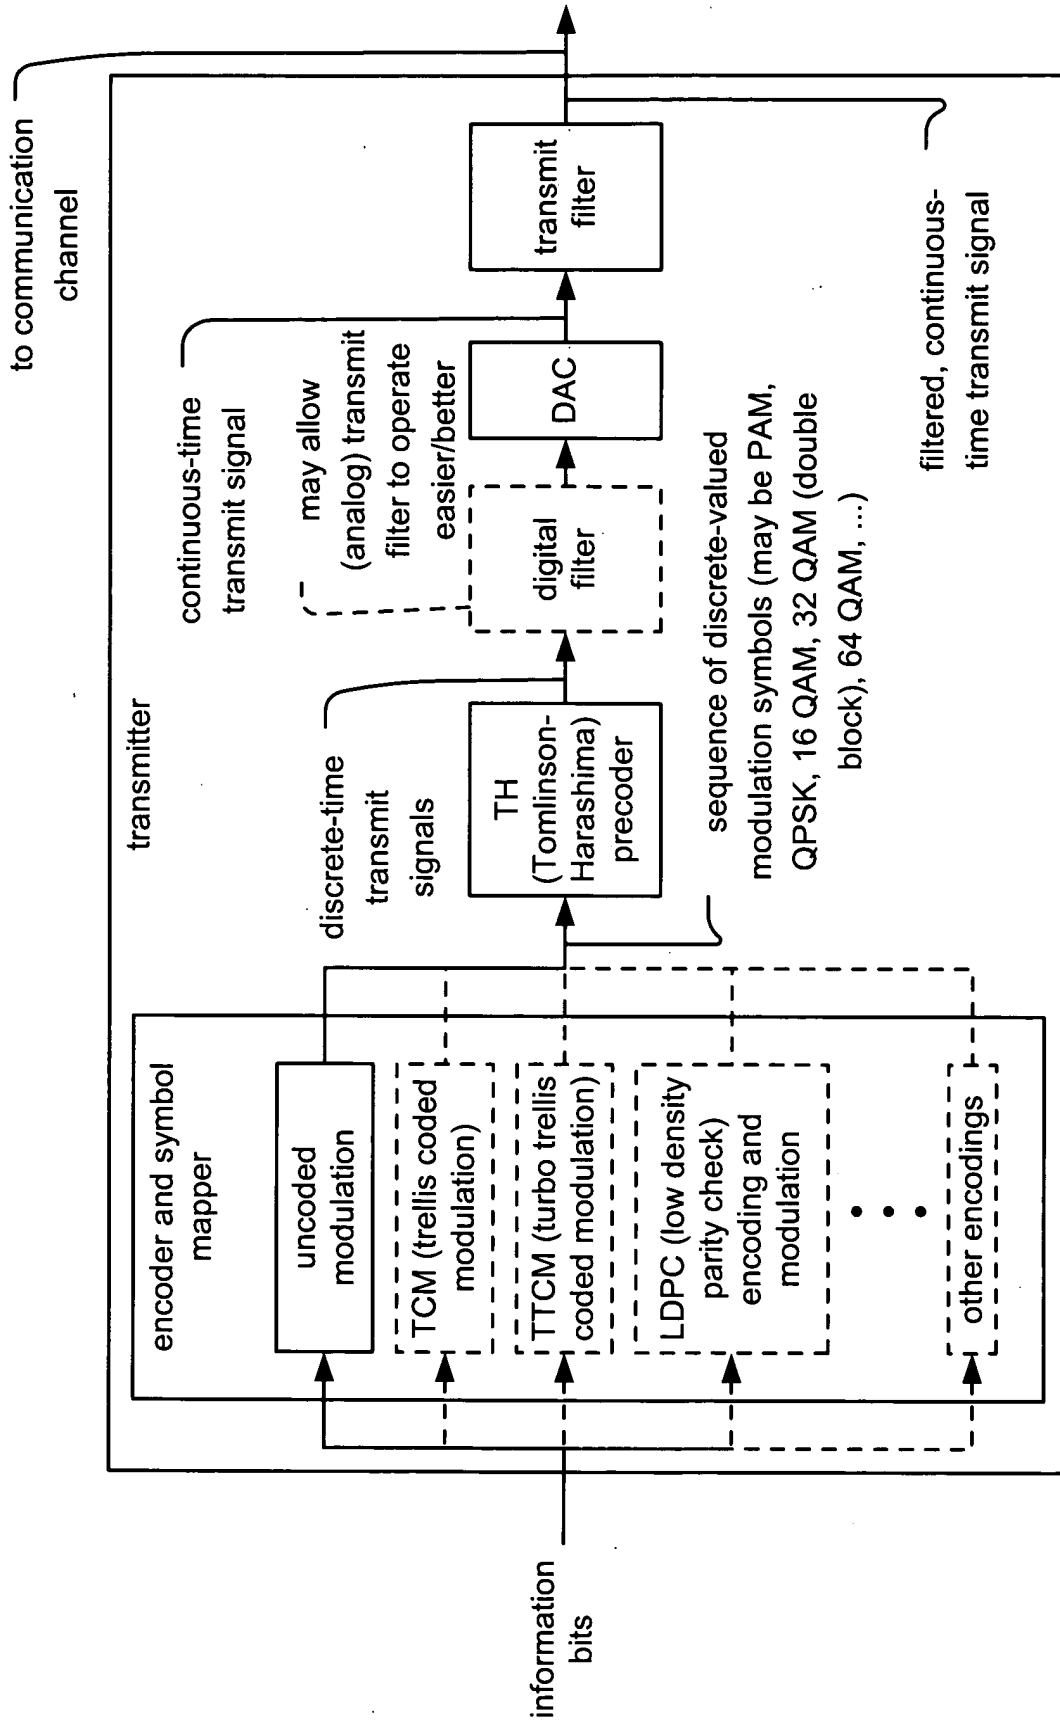 transmitter
to communication
channel
encoder and symbol
mapper
information
bits
uncoded
modulation
TCM (trellis coded
modulation)
TTCM (turbo trellis
coded modulation)
LDPC (low density
parity check)
encoding and
modulation
other encodings
discrete-time
transmit
signals
TH
(Tomlinson-
Harashima)
precoder
sequence of discrete-valued
modulation symbols (may be PAM,
QPSK, 16 QAM, 32 QAM (double
block), 64 QAM, ...)
continuous-time
transmit signal
may allow
(analog) transmit
filter to operate
easier/better
digital
filter
DAC
transmit
filter
filtered, continuous-
time transmit signal